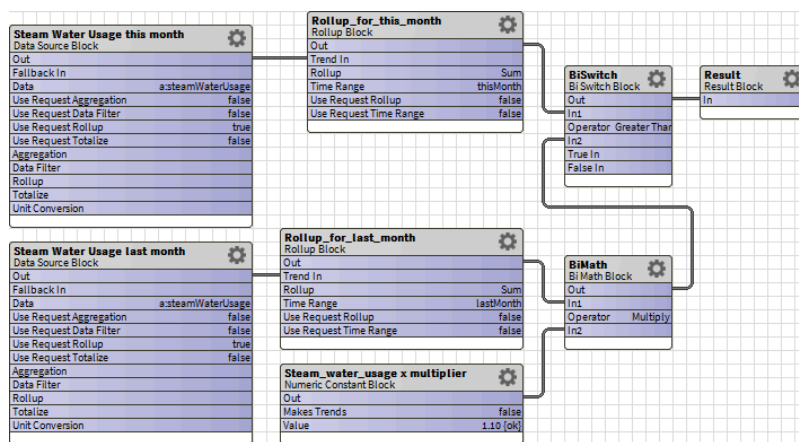 Steam Water Usage this month
Data Source Block
Out
Fallback In
Data a:steamWaterUsage
Use Request Aggregation false
Use Request Data Filter false
Use Request Rollup true
Use Request Totalize false
Aggregation
Data Filter
Rollup
Totalize
Unit Conversion
Rollup_for_this_month
Rollup Block
Out
Trend In
Rollup Sum
Time Range thisMonth
Use Request Rollup false
Use Request Time Range false
BiSwitch
Bi Switch Block
Out
In1
Operator Greater Than
In2
True In
False In
Result
Result Block
In
Steam Water Usage last month
Data Source Block
Out
Fallback In
Data a:steamWaterUsage
Use Request Aggregation false
Use Request Data Filter false
Use Request Rollup true
Use Request Totalize false
Aggregation
Data Filter
Rollup
Totalize
Unit Conversion
Rollup_for_last_month
Rollup Block
Out
Trend In
Rollup Sum
Time Range lastMonth
Use Request Rollup false
Use Request Time Range false
BiMath
Bi Math Block
Out
In1
Operator Multiply
In2
Steam_water_usage x multiplier
Numeric Constant Block
Out
Makes Trends false
Value 1.10 {ok}